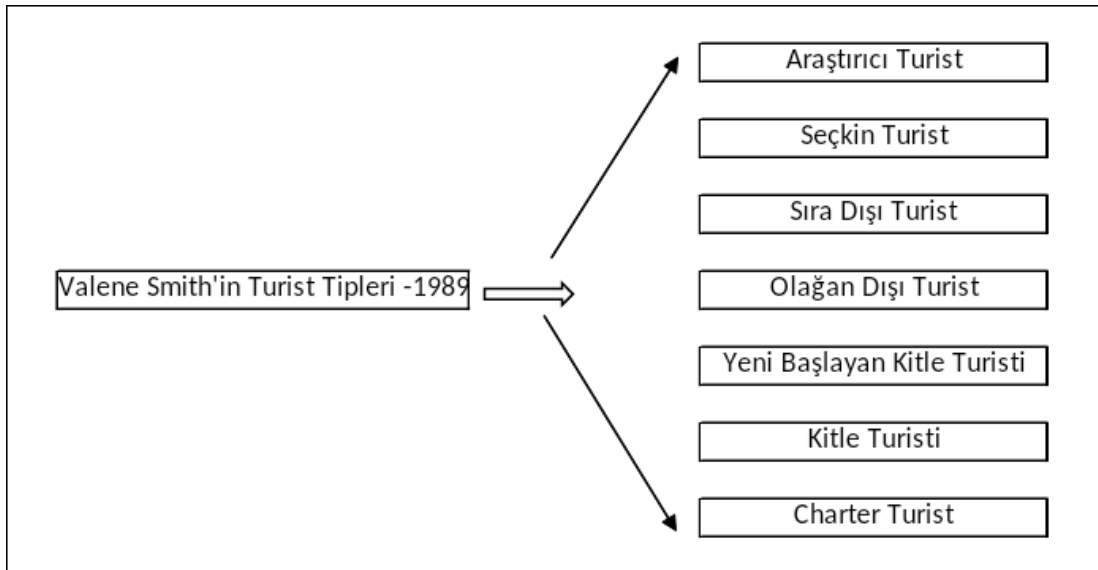 Araştırıcı Turist
Seçkin Turist
Sıra Dışı Turist
Valene Smith'in Turist Tipleri -1989
Olağan Dışı Turist
Yeni Başlayan Kitle Turisti
Kitle Turisti
Charter Turist